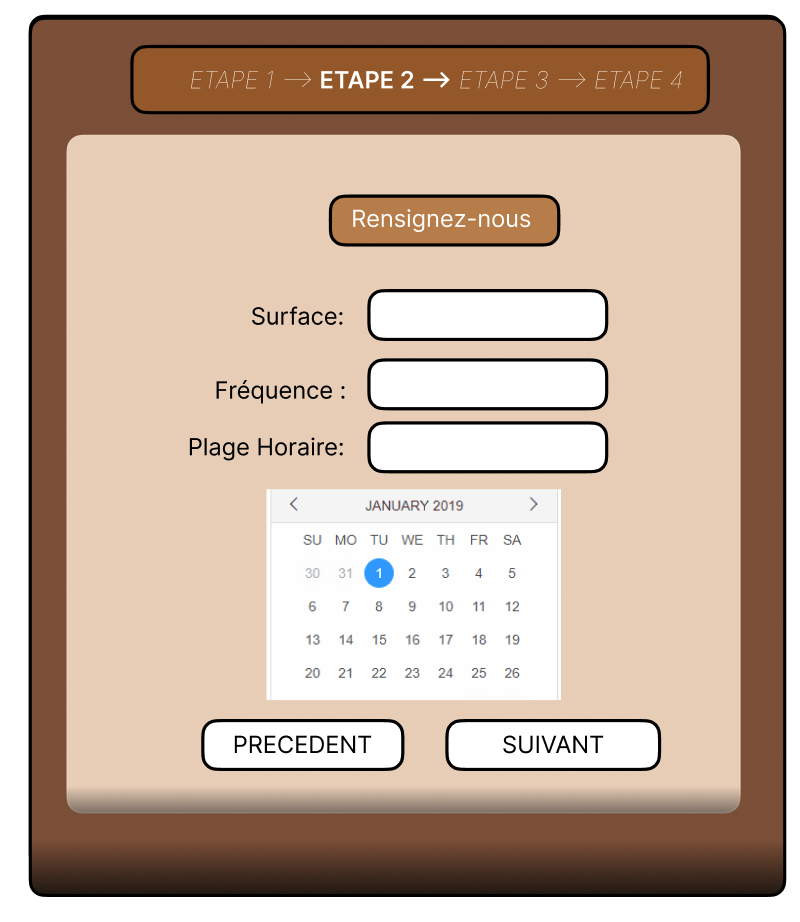 ETAPE 1 → ETAPE 2 → ETAPE 3 → ETAPE 4
Rensignez-nous
Surface:
Fréquence :
Plage Horaire:
< JANUARY 2019 >
SU MO TU WE TH FR SA
30 31 1 2 3 4 5
6 7 8 9 10 11 12
13 14 15 16 17 18 19
20 21 22 23 24 25 26
PRECEDENT SUIVANT